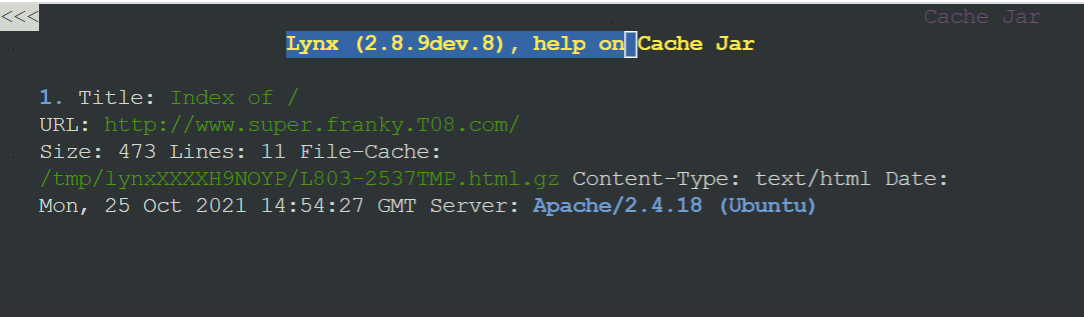 <<< Cache Jar
Lynx (2.8.9dev.8), help on Cache Jar
1. Title: Index of /
URL: http://www.super.franky.T08.com/
Size: 473 Lines: 11 File-Cache:
/tmp/lynxXXXXH9NOYP/L803-2537TMP.html.gz Content-Type: text/html Date:
Mon, 25 Oct 2021 14:54:27 GMT Server: Apache/2.4.18 (Ubuntu)